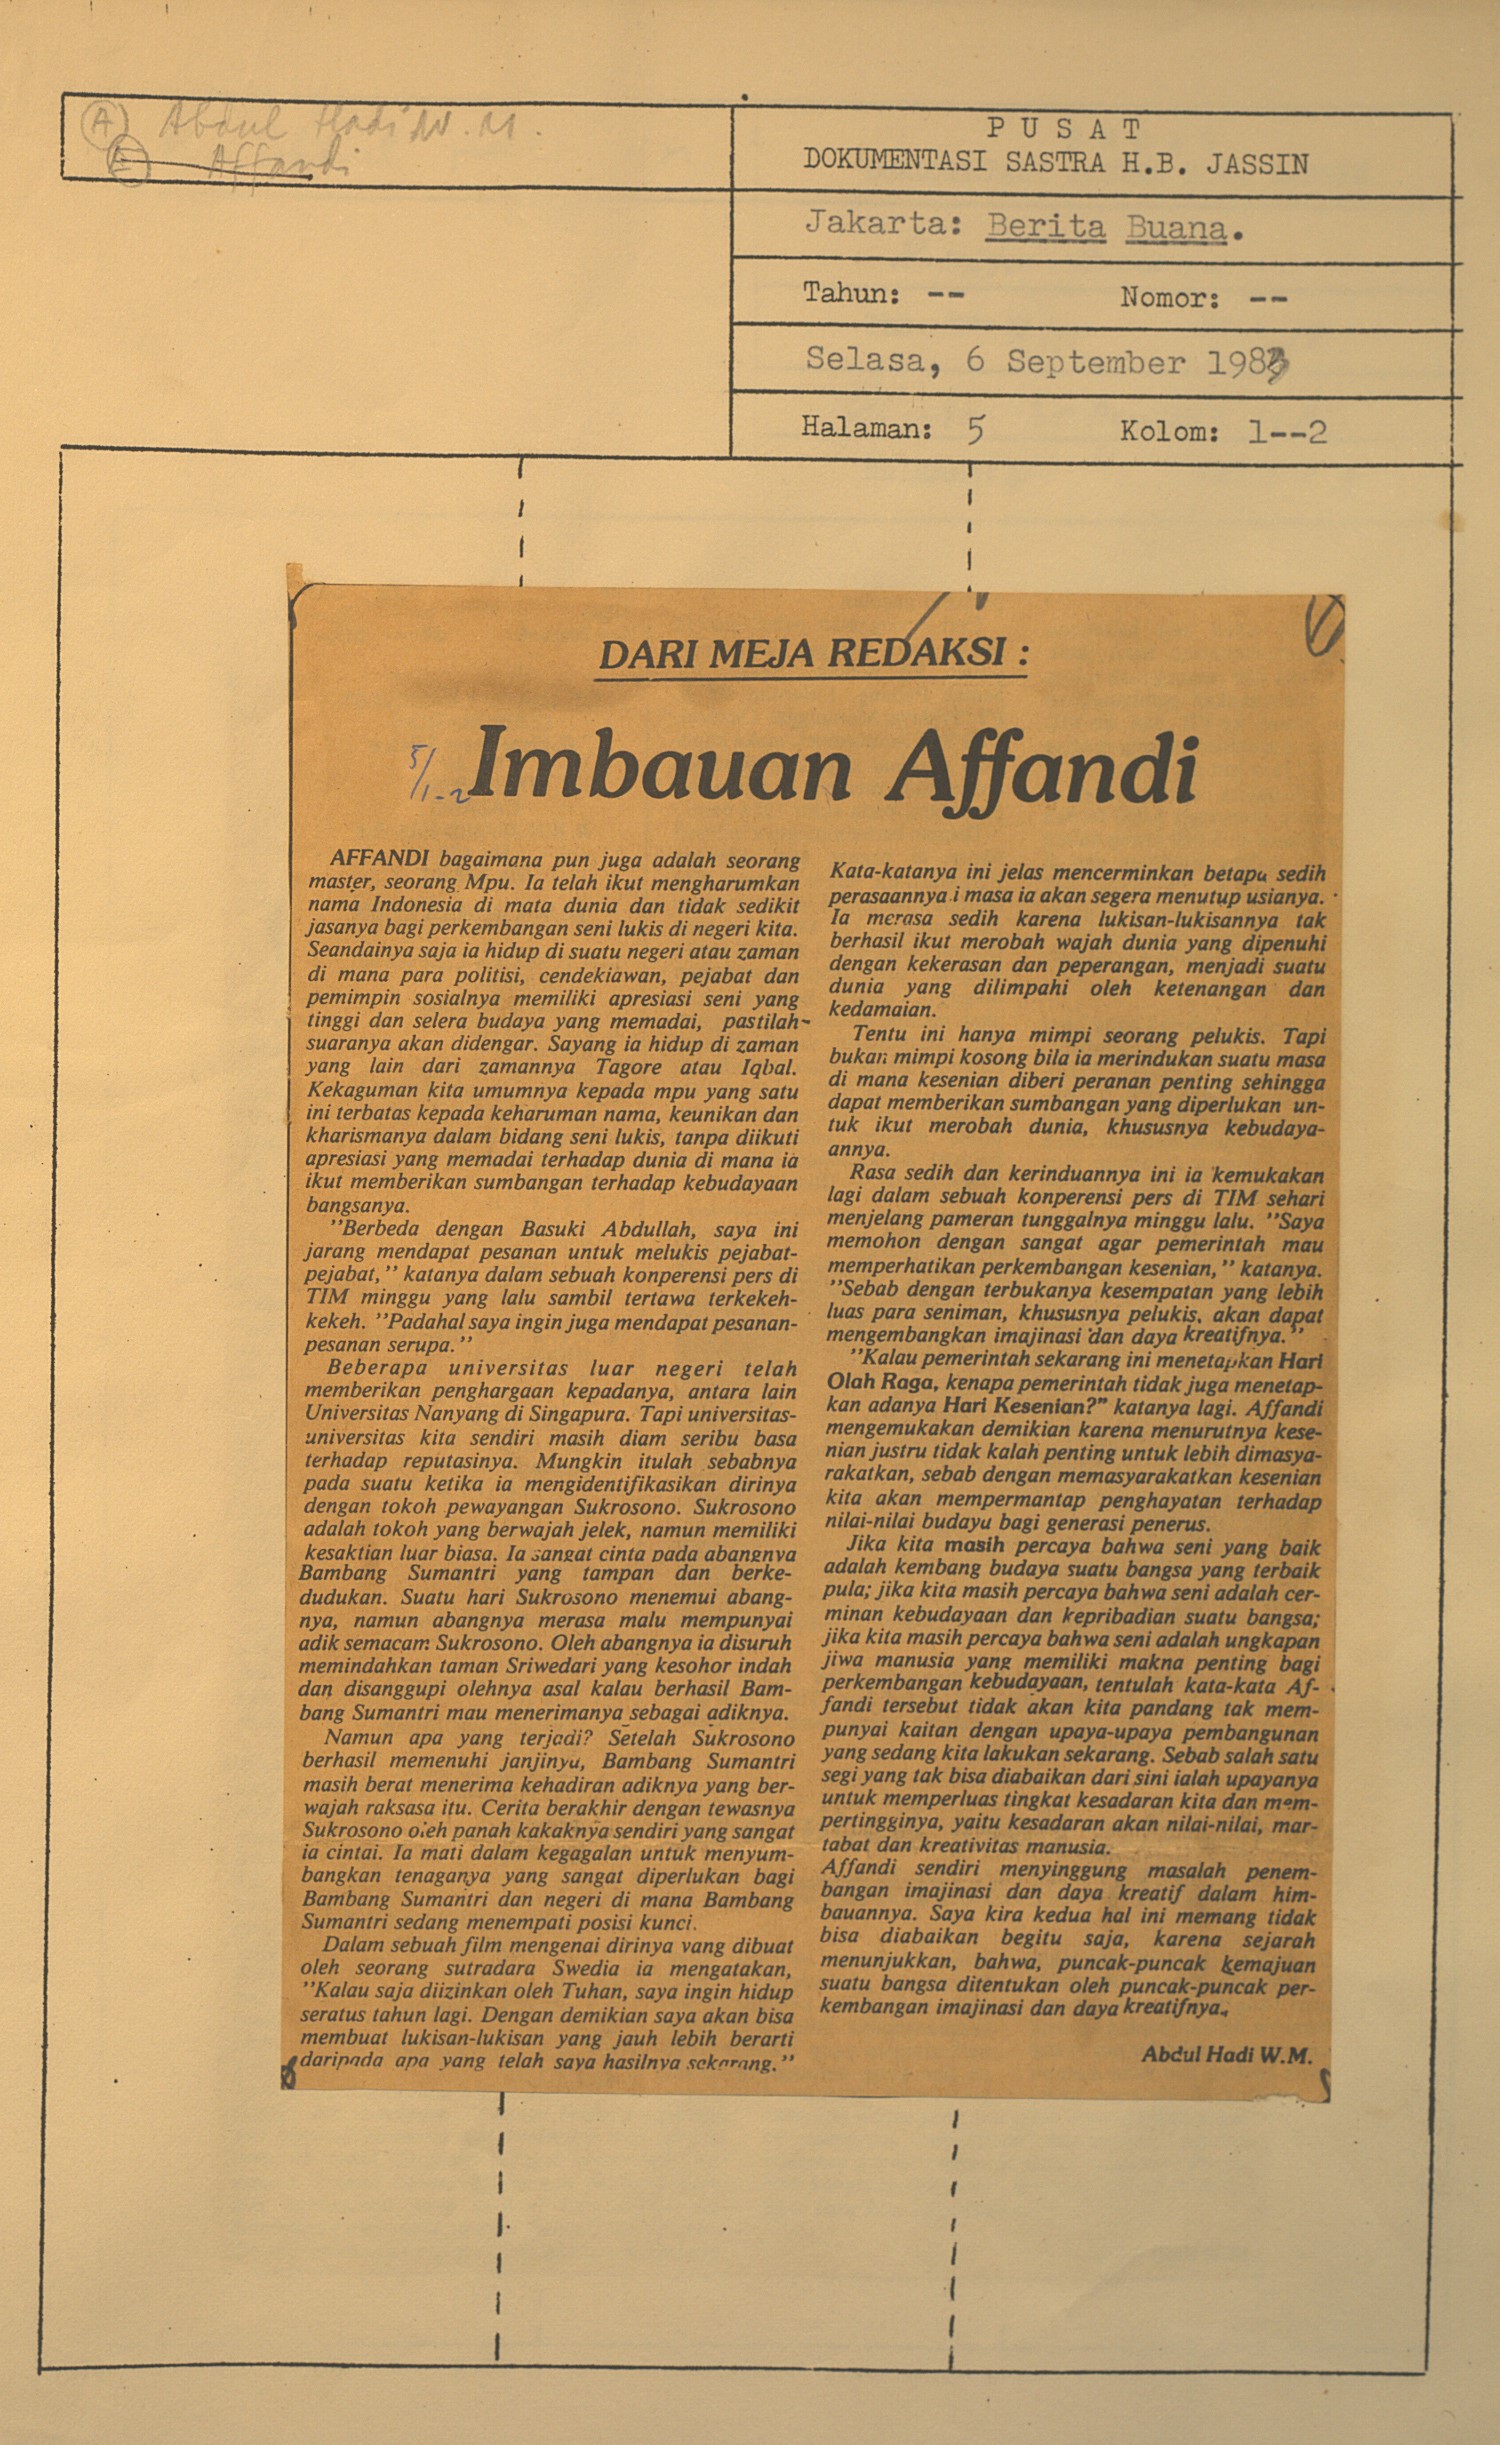 (A) Abdul Hadi W.M.
(E) Affandi
PUSAT
DOKUMENTASI SASTRA H.B. JASSIN
Jakarta: Berita Buana.
Tahun: -- Nomor: --
Selasa, 6 September 1983
Halaman: 5 Kolom: 1--2
DARI MEJA REDAKSI :
5/1-2
Imbauan Affandi
AFFANDI bagaimana pun juga adalah seorang
master, seorang Mpu. Ia telah ikut mengharumkan
nama Indonesia di mata dunia dan tidak sedikit
jasanya bagi perkembangan seni lukis di negeri kita.
Seandainya saja ia hidup di suatu negeri atau zaman
di mana para politisi, cendekiawan, pejabat dan
pemimpin sosialnya memiliki apresiasi seni yang
tinggi dan selera budaya yang memadai, pastilah
suaranya akan didengar. Sayang ia hidup di zaman
yang lain dari zamannya Tagore atau Iqbal.
Kekaguman kita umumnya kepada mpu yang satu
ini terbatas kepada keharuman nama, keunikan dan
kharismanya dalam bidang seni lukis, tanpa diikuti
apresiasi yang memadai terhadap dunia di mana ia
ikut memberikan sumbangan terhadap kebudayaan
bangsanya.
"Berbeda dengan Basuki Abdullah, saya ini
jarang mendapat pesanan untuk melukis pejabat-
pejabat," katanya dalam sebuah konperensi pers di
TIM minggu yang lalu sambil tertawa terkekeh-
kekeh. "Padahal saya ingin juga mendapat pesanan-
pesanan serupa."
Beberapa universitas luar negeri telah
memberikan penghargaan kepadanya, antara lain
Universitas Nanyang di Singapura. Tapi universitas-
universitas kita sendiri masih diam seribu basa
terhadap reputasinya. Mungkin itulah sebabnya
pada suatu ketika ia mengidentifikasikan dirinya
dengan tokoh pewayangan Sukrosono. Sukrosono
adalah tokoh yang berwajah jelek, namun memiliki
kesaktian luar biasa. Ia sangat cinta pada abangnya
Bambang Sumantri yang tampan dan berke-
dudukan. Suatu hari Sukrosono menemui abang-
nya, namun abangnya merasa malu mempunyai
adik semacam Sukrosono. Oleh abangnya ia disuruh
memindahkan taman Sriwedari yang kesohor indah
dan disanggupi olehnya asal kalau berhasil Bam-
bang Sumantri mau menerimanya sebagai adiknya.
Namun apa yang terjadi? Setelah Sukrosono
berhasil memenuhi janjinya, Bambang Sumantri
masih berat menerima kehadiran adiknya yang ber-
wajah raksasa itu. Cerita berakhir dengan tewasnya
Sukrosono oleh panah kakaknya sendiri yang sangat
ia cintai. Ia mati dalam kegagalan untuk menyum-
bangkan tenaganya yang sangat diperlukan bagi
Bambang Sumantri dan negeri di mana Bambang
Sumantri sedang menempati posisi kunci.
Dalam sebuah film mengenai dirinya yang dibuat
oleh seorang sutradara Swedia ia mengatakan,
"Kalau saja diizinkan oleh Tuhan, saya ingin hidup
seratus tahun lagi. Dengan demikian saya akan bisa
membuat lukisan-lukisan yang jauh lebih berarti
daripada apa yang telah saya hasilnya sekarang."
Kata-katanya ini jelas mencerminkan betapa sedih
perasaannya i masa ia akan segera menutup usianya.
Ia merasa sedih karena lukisan-lukisannya tak
berhasil ikut merobah wajah dunia yang dipenuhi
dengan kekerasan dan peperangan, menjadi suatu
dunia yang dilimpahi oleh ketenangan dan
kedamaian.
Tentu ini hanya mimpi seorang pelukis. Tapi
bukan mimpi kosong bila ia merindukan suatu masa
di mana kesenian diberi peranan penting sehingga
dapat memberikan sumbangan yang diperlukan un-
tuk ikut merobah dunia, khususnya kebudaya-
annya.
Rasa sedih dan kerinduannya ini ia kemukakan
lagi dalam sebuah konperensi pers di TIM sehari
menjelang pameran tunggalnya minggu lalu. "Saya
memohon dengan sangat agar pemerintah mau
memperhatikan perkembangan kesenian," katanya.
"Sebab dengan terbukanya kesempatan yang lebih
luas para seniman, khususnya pelukis, akan dapat
mengembangkan imajinasi dan daya kreatifnya."
"Kalau pemerintah sekarang ini menetapkan Hari
Olah Raga, kenapa pemerintah tidak juga menetap-
kan adanya Hari Kesenian?" katanya lagi. Affandi
mengemukakan demikian karena menurutnya kese-
nian justru tidak kalah penting untuk lebih dimasya-
rakatkan, sebab dengan memasyarakatkan kesenian
kita akan mempermantap penghayatan terhadap
nilai-nilai budaya bagi generasi penerus.
Jika kita masih percaya bahwa seni yang baik
adalah kembang budaya suatu bangsa yang terbaik
pula; jika kita masih percaya bahwa seni adalah cer-
minan kebudayaan dan kepribadian suatu bangsa;
jika kita masih percaya bahwa seni adalah ungkapan
jiwa manusia yang memiliki makna penting bagi
perkembangan kebudayaan, tentulah kata-kata Af-
fandi tersebut tidak akan kita pandang tak mem-
punyai kaitan dengan upaya-upaya pembangunan
yang sedang kita lakukan sekarang. Sebab salah satu
segi yang tak bisa diabaikan dari sini ialah upayanya
untuk memperluas tingkat kesadaran kita dan mem-
pertingginya, yaitu kesadaran akan nilai-nilai, mar-
tabat dan kreativitas manusia.
Affandi sendiri menyinggung masalah penem-
bangan imajinasi dan daya kreatif dalam him-
bauannya. Saya kira kedua hal ini memang tidak
bisa diabaikan begitu saja, karena sejarah
menunjukkan, bahwa, puncak-puncak kemajuan
suatu bangsa ditentukan oleh puncak-puncak per-
kembangan imajinasi dan daya kreatifnya.
Abdul Hadi W.M.